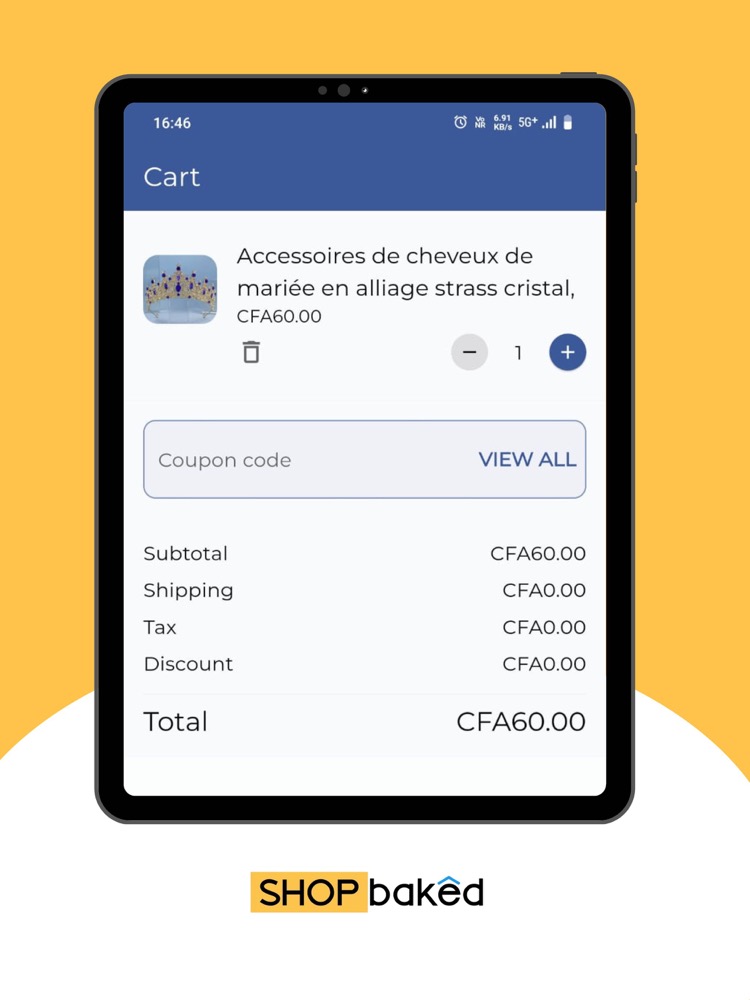 16:46
Vo
NR
6.91
KB/s
5G+
Cart
Accessoires de cheveux de
mariée en alliage strass cristal,
CFA60.00
1
Coupon code
VIEW ALL
Subtotal CFA60.00
Shipping CFA0.00
Tax CFA0.00
Discount CFA0.00
Total CFA60.00
SHOP bakêd